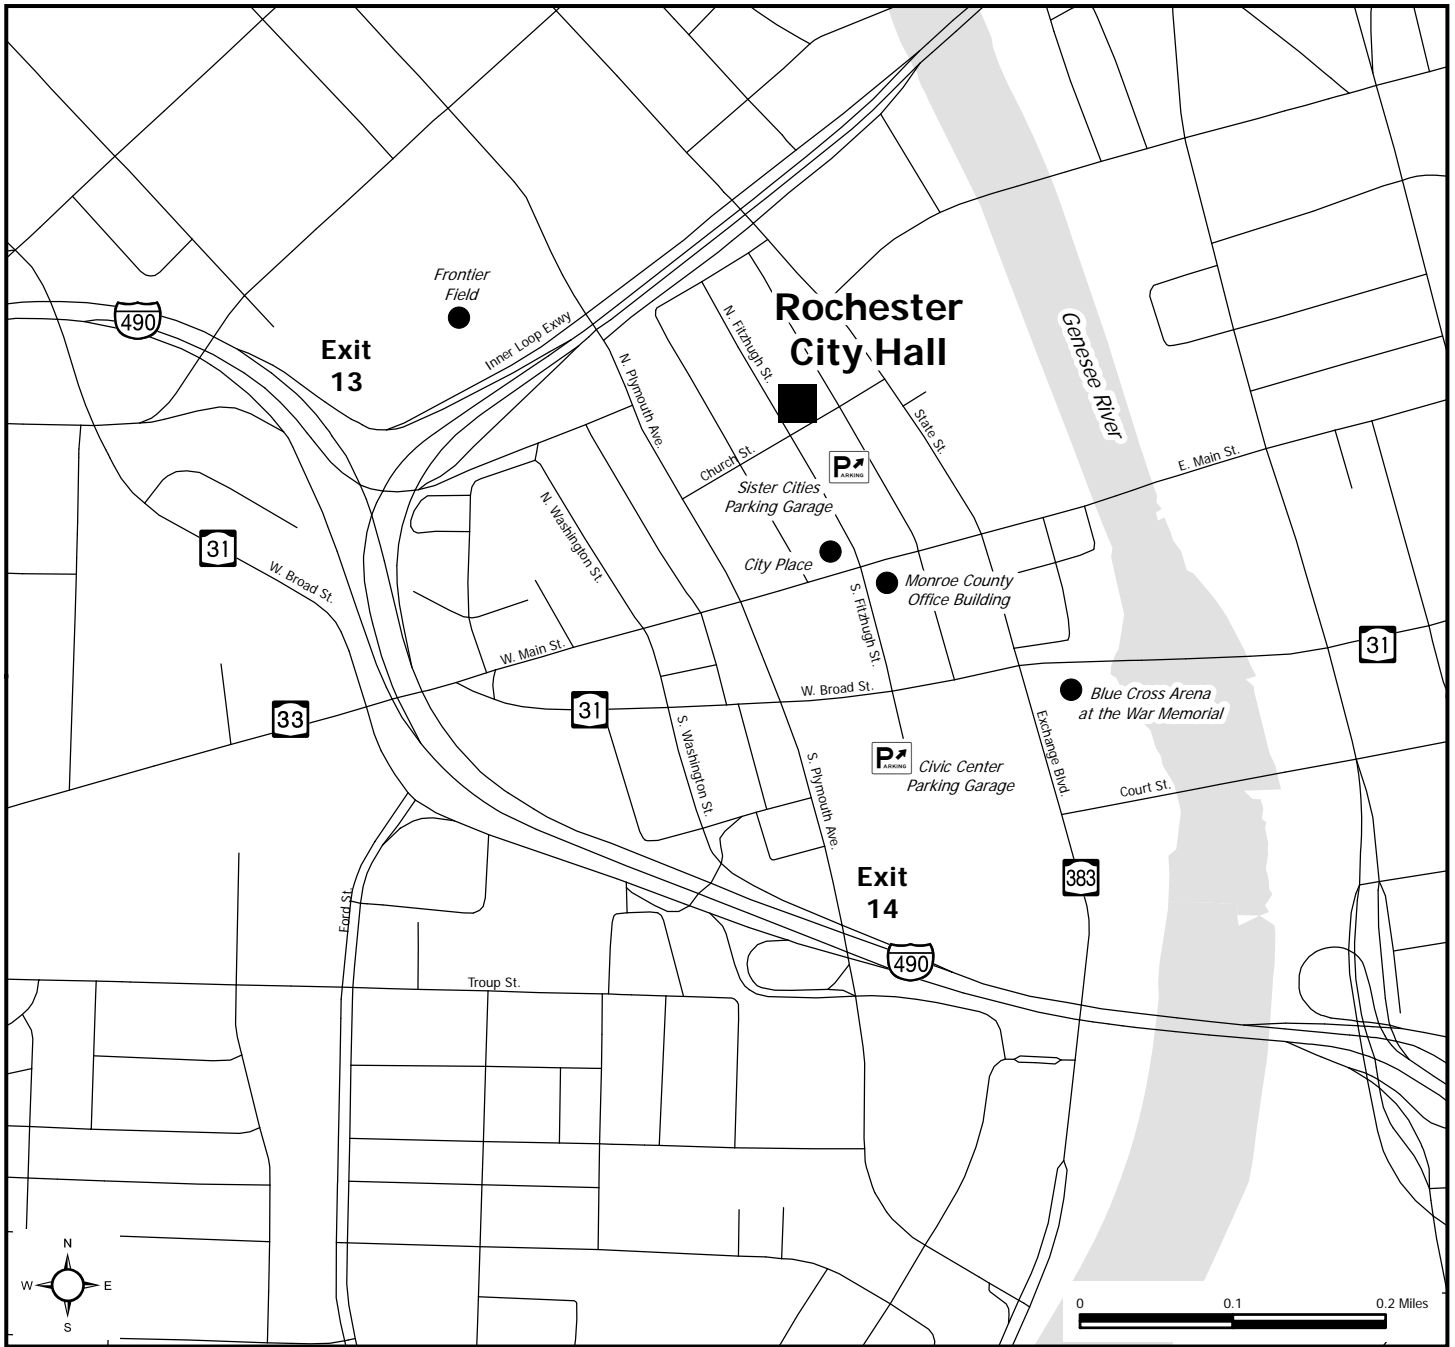 Frontier
Field
Rochester
City Hall
490
Exit
13
Inner Loop Exwy
N. Fitzhugh St.
N. Plymouth Ave.
Genesee River
State St.
Church St.
E. Main St.
P
ARKING
Sister Cities
Parking Garage
N. Washington St.
31
W. Broad St.
City Place
Monroe County
Office Building
S. Fitzhugh St.
W. Main St.
31
W. Broad St.
33
31
Blue Cross Arena
at the War Memorial
S. Washington St.
Exchange Blvd.
P
ARKING
Civic Center
Parking Garage
S. Plymouth Ave.
Court St.
Exit
14
383
Ford St.
490
Troup St.
N
W
E
S
0
0.1
0.2 Miles